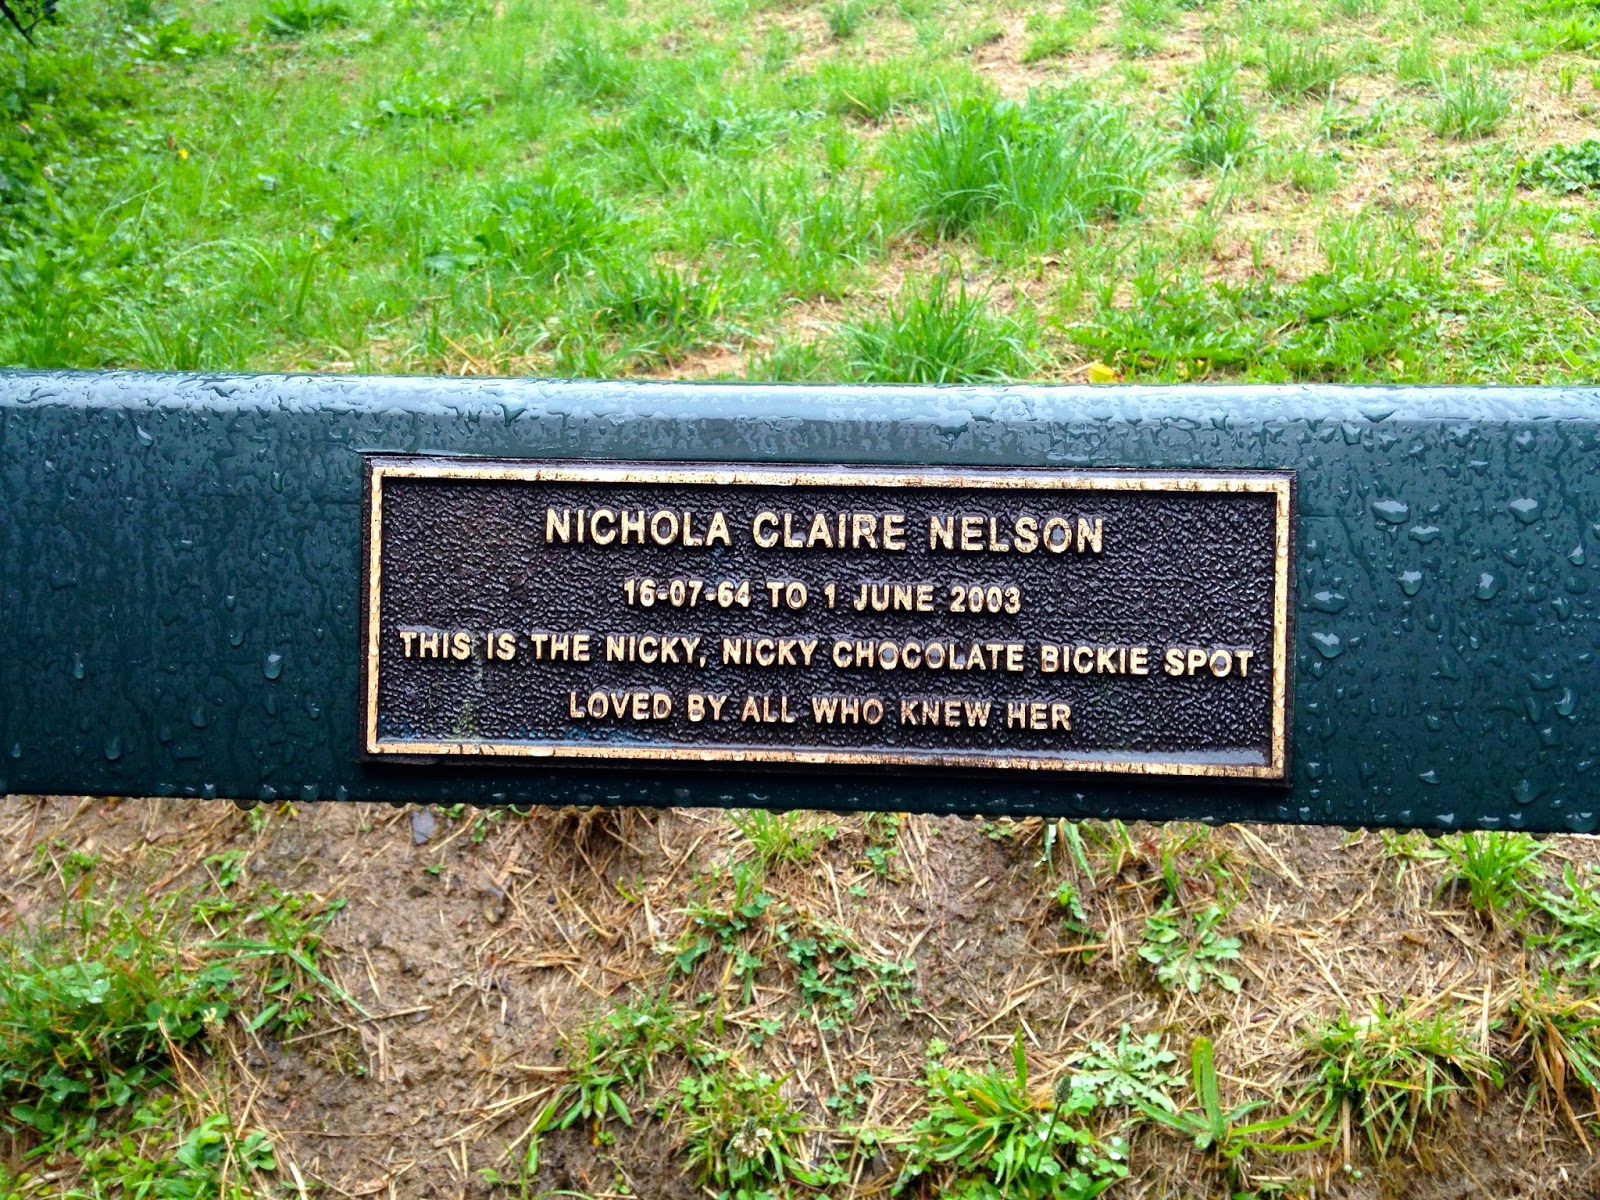 NICHOLA CLAIRE NELSON
16-07-64 TO 1 JUNE 2003
THIS IS THE NICKY, NICKY CHOCOLATE BICKIE SPOT
LOVED BY ALL WHO KNEW HER